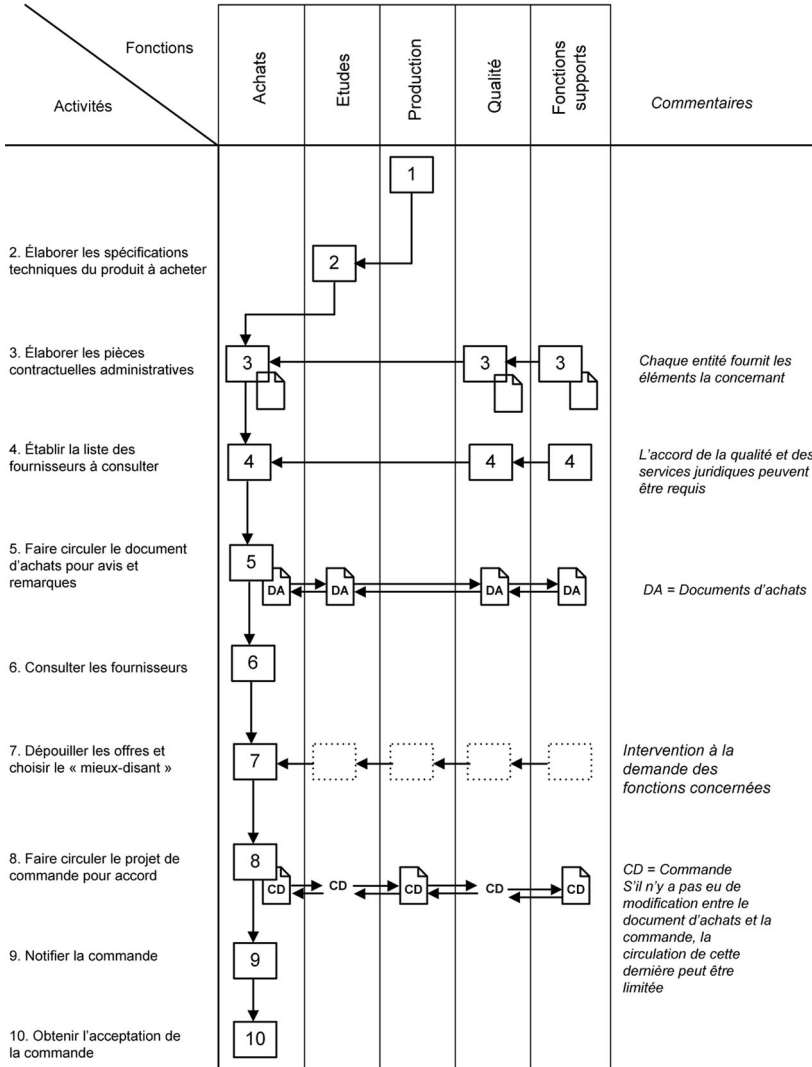 Fonctions
Activités
Achats
Etudes
Production
Qualité
Fonctions
supports
Commentaires
1
2. Élaborer les spécifications
techniques du produit à acheter
2
3. Élaborer les pièces
contractuelles administratives
3
3
3
Chaque entité fournit les
éléments la concernant
4. Établir la liste des
fournisseurs à consulter
4
4
4
L'accord de la qualité et des
services juridiques peuvent
être requis
5. Faire circuler le document
d'achats pour avis et
remarques
5
DA
DA
DA
DA
DA = Documents d'achats
6. Consulter les fournisseurs
6
7. Dépouiller les offres et
choisir le « mieux-disant »
7
Intervention à la
demande des
fonctions concernées
8. Faire circuler le projet de
commande pour accord
8
CD
CD
CD
CD
CD
CD = Commande
S'il n'y a pas eu de
modification entre le
document d'achats et la
commande, la
circulation de cette
dernière peut être
limitée
9. Notifier la commande
9
10. Obtenir l'acceptation de
la commande
10